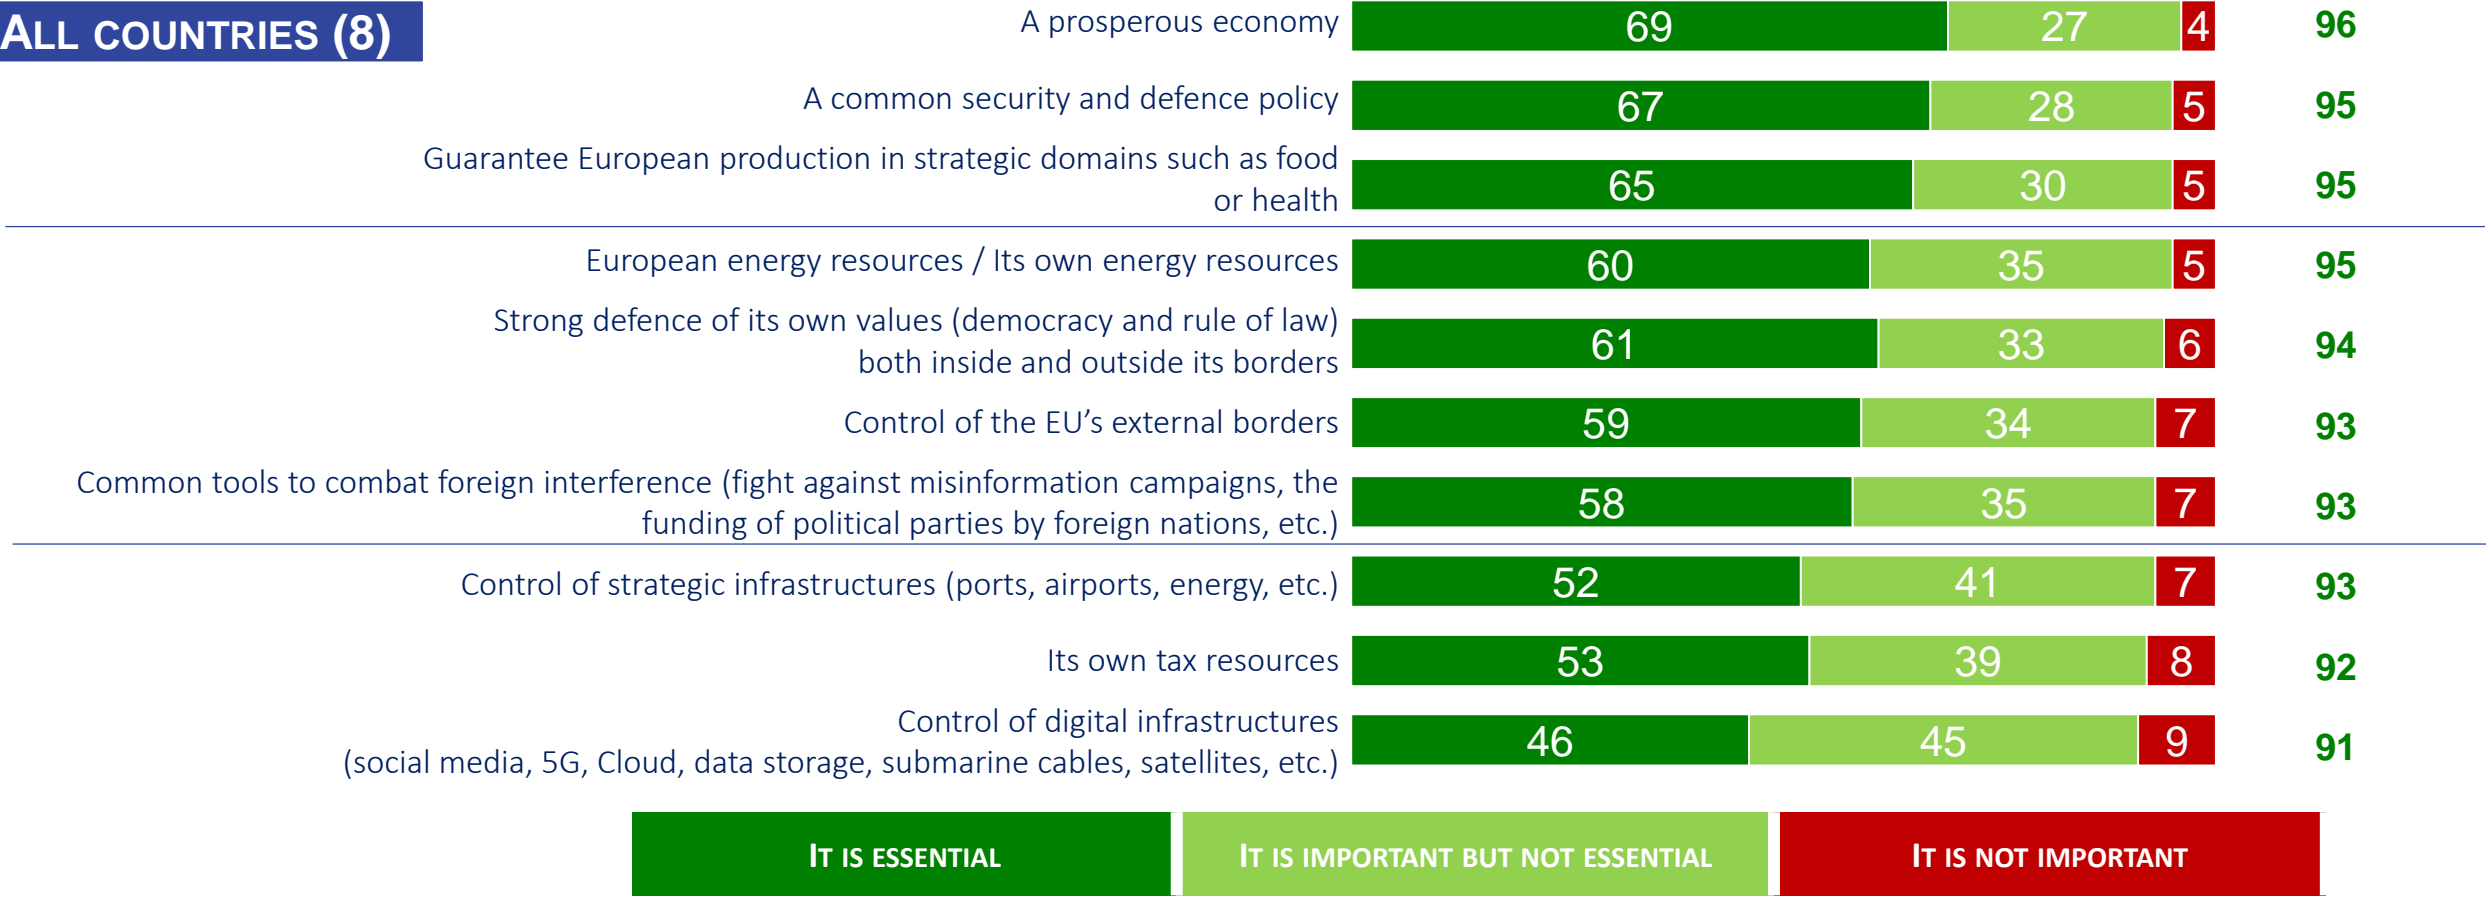 ALL COUNTRIES (8)
A prosperous economy 69 27 4 96
A common security and defence policy 67 28 5 95
Guarantee European production in strategic domains such as food
or health 65 30 5 95
European energy resources / Its own energy resources 60 35 5 95
Strong defence of its own values (democracy and rule of law)
both inside and outside its borders 61 33 6 94
Control of the EU’s external borders 59 34 7 93
Common tools to combat foreign interference (fight against misinformation campaigns, the
funding of political parties by foreign nations, etc.) 58 35 7 93
Control of strategic infrastructures (ports, airports, energy, etc.) 52 41 7 93
Its own tax resources 53 39 8 92
Control of digital infrastructures
(social media, 5G, Cloud, data storage, submarine cables, satellites, etc.) 46 45 9 91
IT IS ESSENTIAL IT IS IMPORTANT BUT NOT ESSENTIAL IT IS NOT IMPORTANT